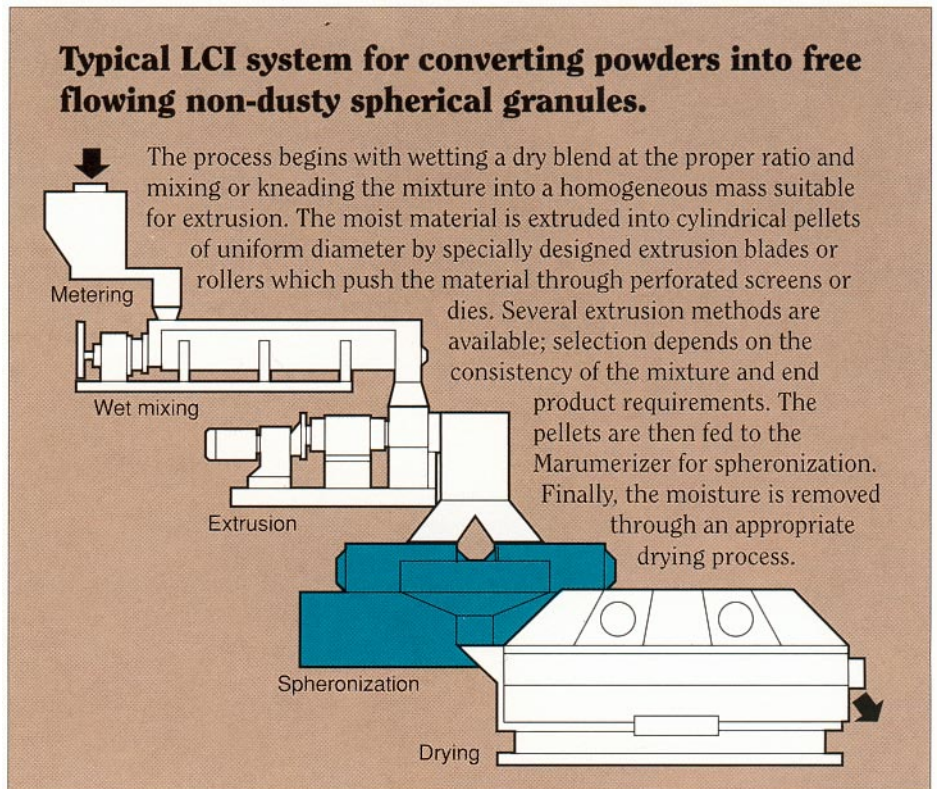 Typical LCI system for converting powders into free
flowing non-dusty spherical granules.
The process begins with wetting a dry blend at the proper ratio and
mixing or kneading the mixture into a homogeneous mass suitable
for extrusion. The moist material is extruded into cylindrical pellets
of uniform diameter by specially designed extrusion blades or
rollers which push the material through perforated screens or
dies. Several extrusion methods are
available; selection depends on the
consistency of the mixture and end
product requirements. The
pellets are then fed to the
Marumerizer for spheronization.
Finally, the moisture is removed
through an appropriate
drying process.
Metering
Wet mixing
Extrusion
Spheronization
Drying